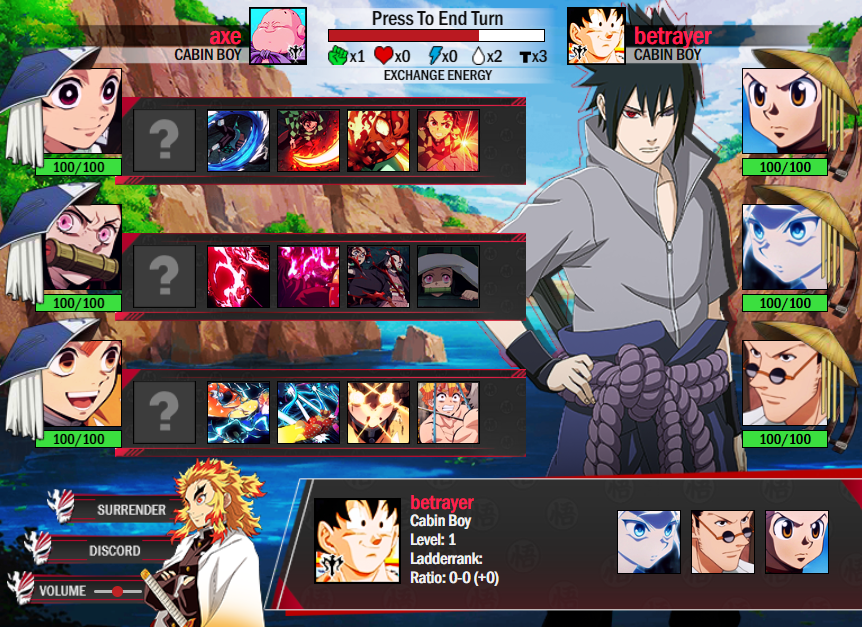 Press To End Turn
axe
CABIN BOY
betrayer
CABIN BOY
x1 x0 x0 x2 Tx3
EXCHANGE ENERGY
100/100
100/100
?
100/100
100/100
?
100/100
100/100
?
SURRENDER
DISCORD
VOLUME
betrayer
Cabin Boy
Level: 1
Ladderrank:
Ratio: 0-0 (+0)